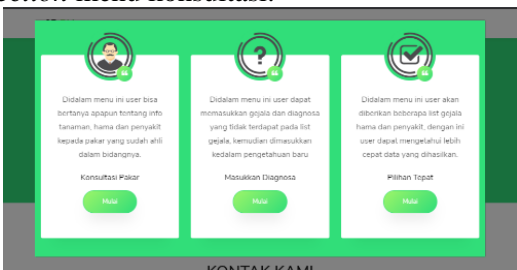 menu konsultasi.
Didalam menu ini user bisa
bertanya apapun tentang info
tanaman, hama dan penyakit
kepada pakar yang sudah ahli
dalam bidangnya.
Konsultasi Pakar
Mulai
Didalam menu ini user dapat
memasukkan gejala dan diagnosa
yang tidak terdapat pada list
gejala, kemudian dimasukkan
kedalam pengetahuan baru
Masukkan Diagnosa
Mulai
Didalam menu ini user akan
diberikan beberapa list gejala
hama dan penyakit, dengan ini
user dapat mengetahui lebih
cepat data yang dihasilkan.
Pilihan Tepat
Mulai
KONTAK KAMI